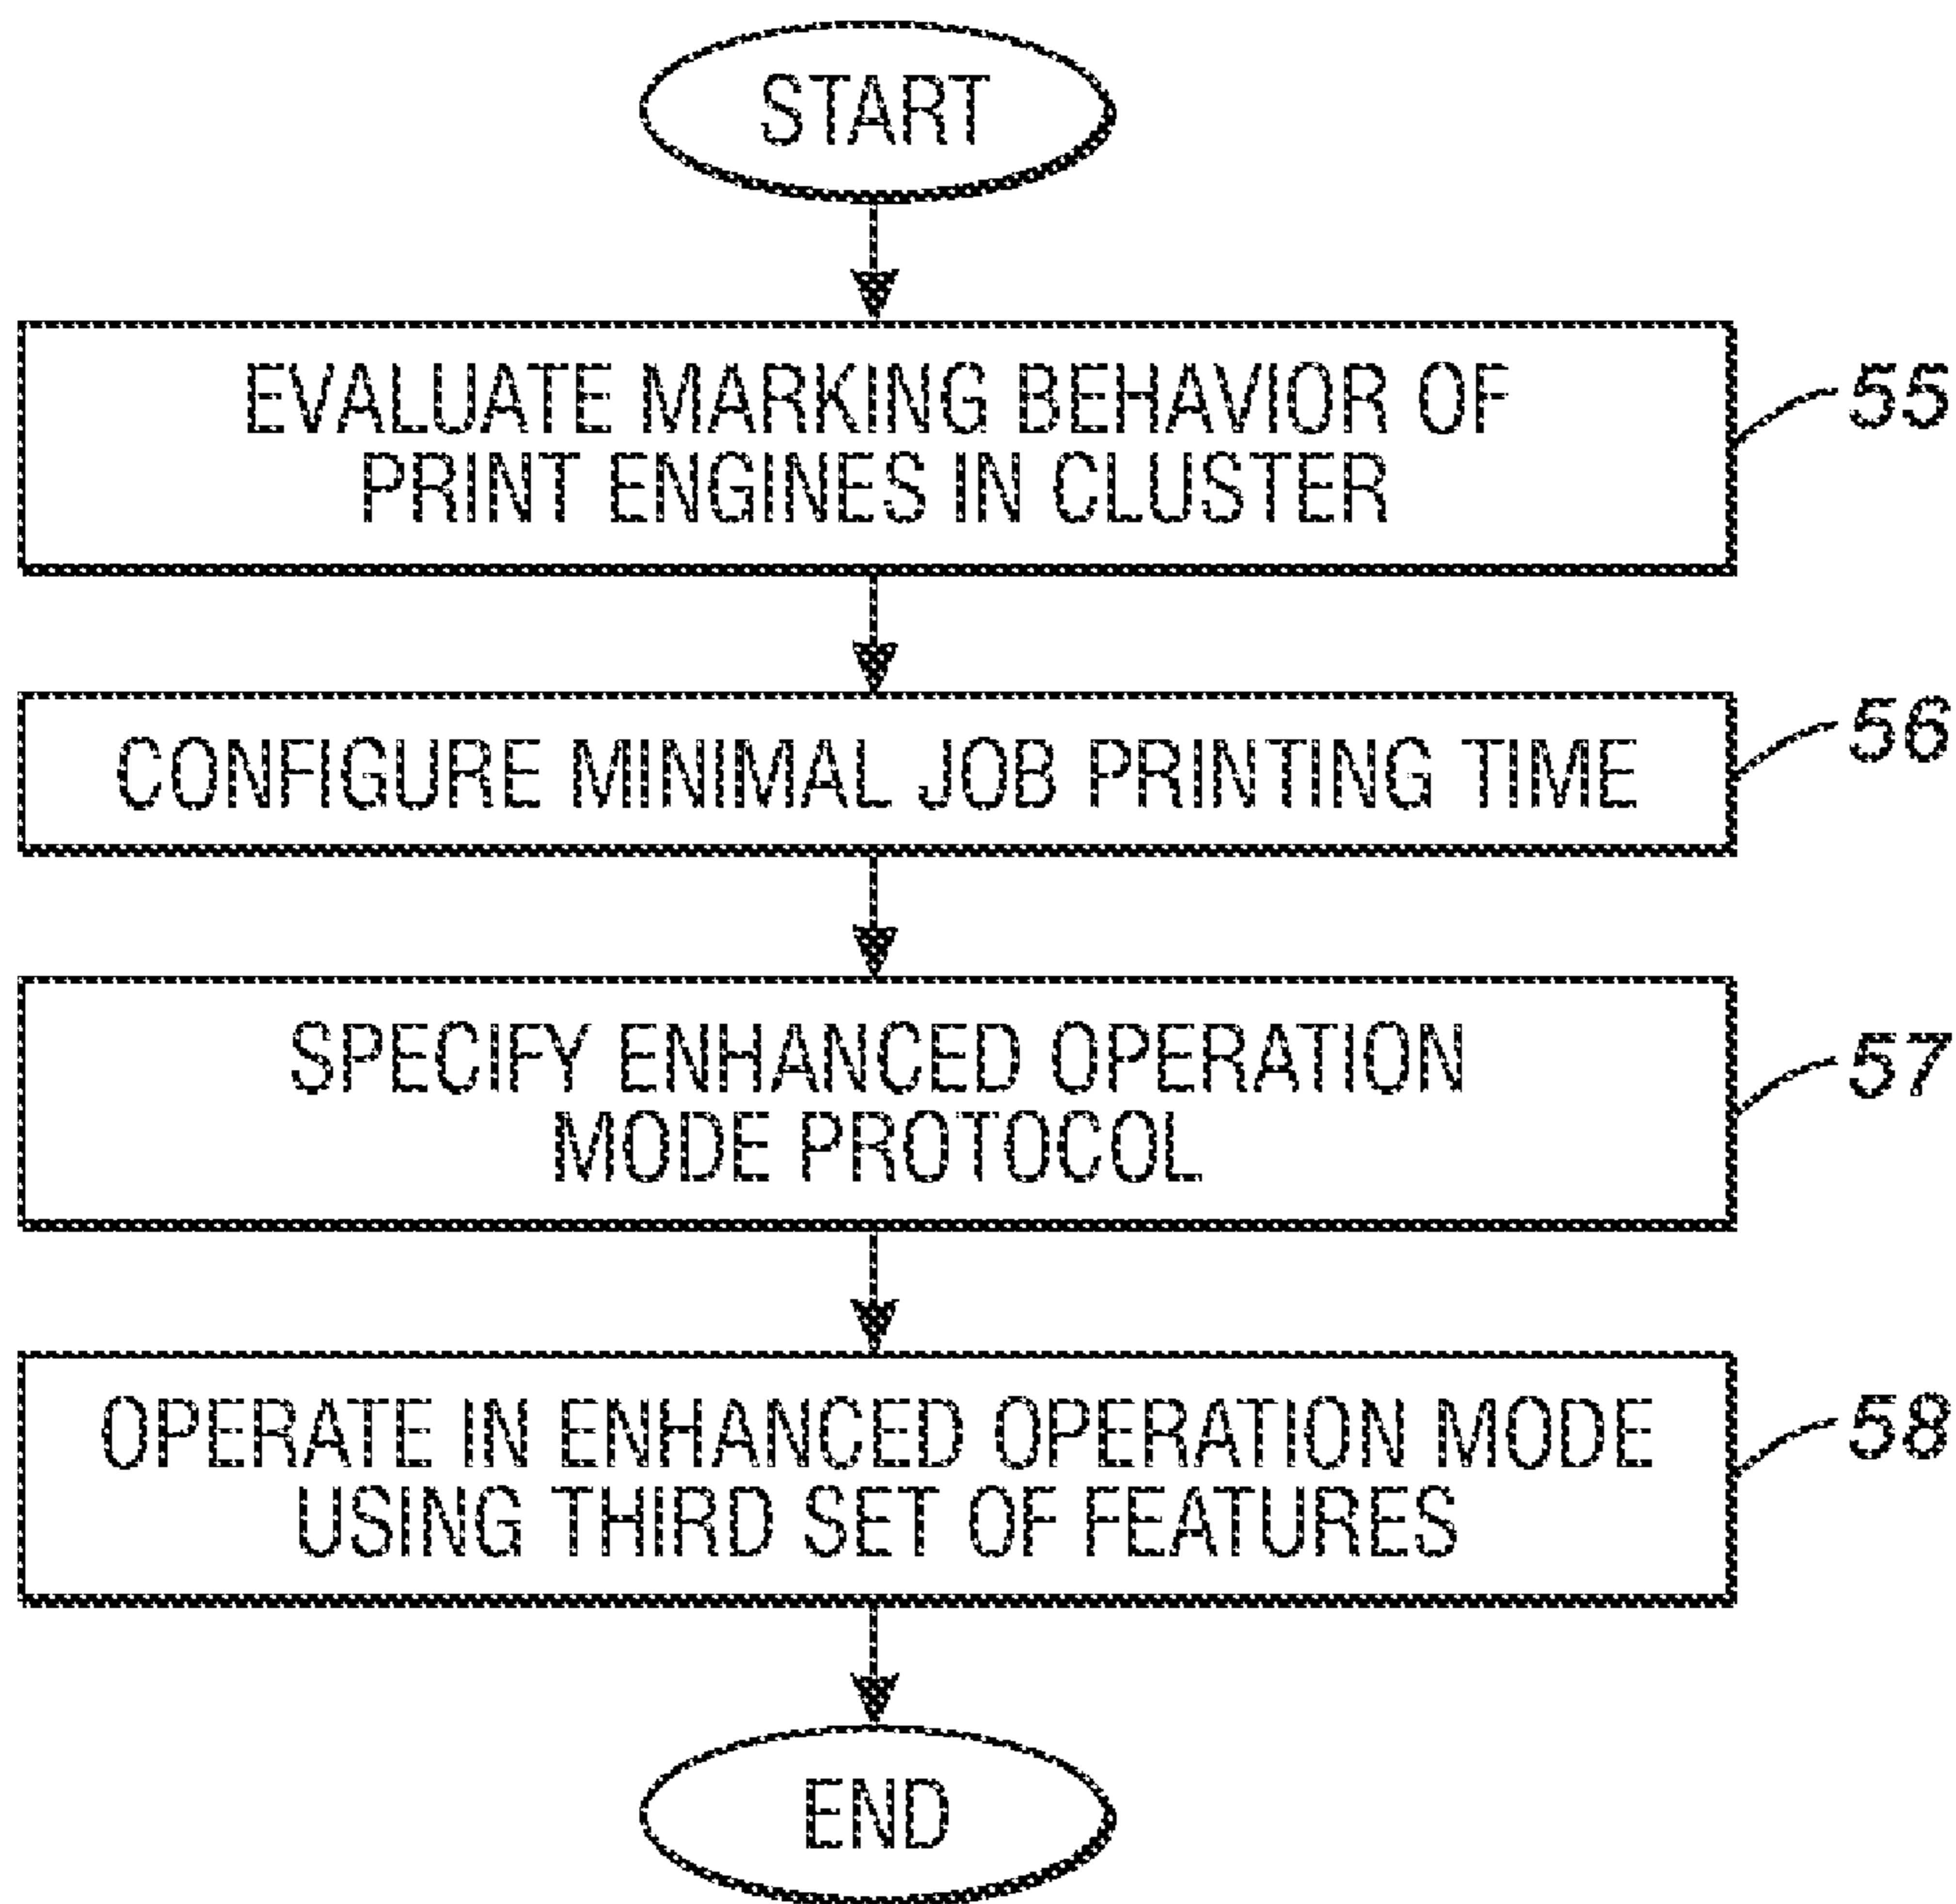 START
EVALUATE MARKING BEHAVIOR OF
PRINT ENGINES IN CLUSTER
55
CONFIGURE MINIMAL JOB PRINTING TIME
56
SPECIFY ENHANCED OPERATION
MODE PROTOCOL
57
OPERATE IN ENHANCED OPERATION MODE
USING THIRD SET OF FEATURES
58
END